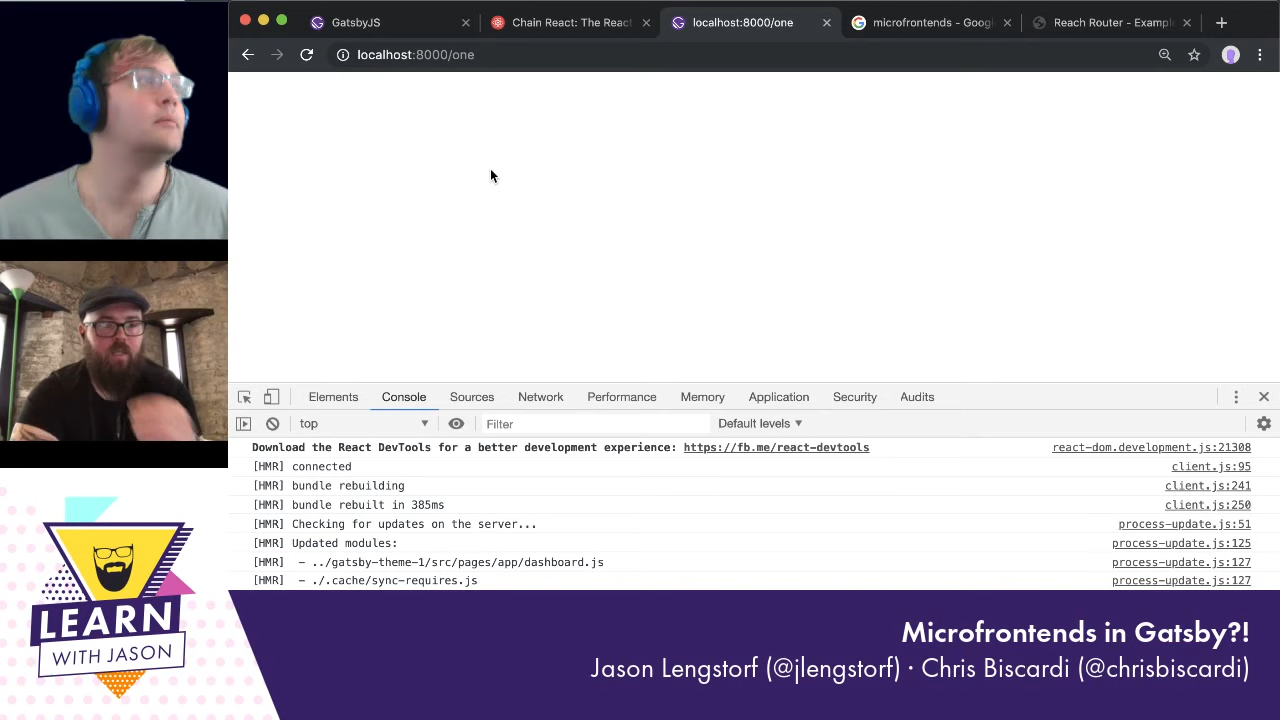 GatsbyJS
Chain React: The React
localhost:8000/one
microfrontends - Googl
Reach Router - Example
localhost:8000/one
Elements
Console
Sources
Network
Performance
Memory
Application
Security
Audits
top
Filter
Default levels
Download the React DevTools for a better development experience: https://fb.me/react-devtools react-dom.development.js:21308
[HMR] connected client.js:95
[HMR] bundle rebuilding client.js:241
[HMR] bundle rebuilt in 385ms client.js:250
[HMR] Checking for updates on the server... process-update.js:51
[HMR] Updated modules: process-update.js:125
[HMR] - ../gatsby-theme-1/src/pages/app/dashboard.js process-update.js:127
[HMR] - ./.cache/sync-requires.js process-update.js:127
LEARN
WITH JASON
Microfrontends in Gatsby?!
Jason Lengstorf (@jlengstorf) · Chris Biscardi (@chrisbiscardi)